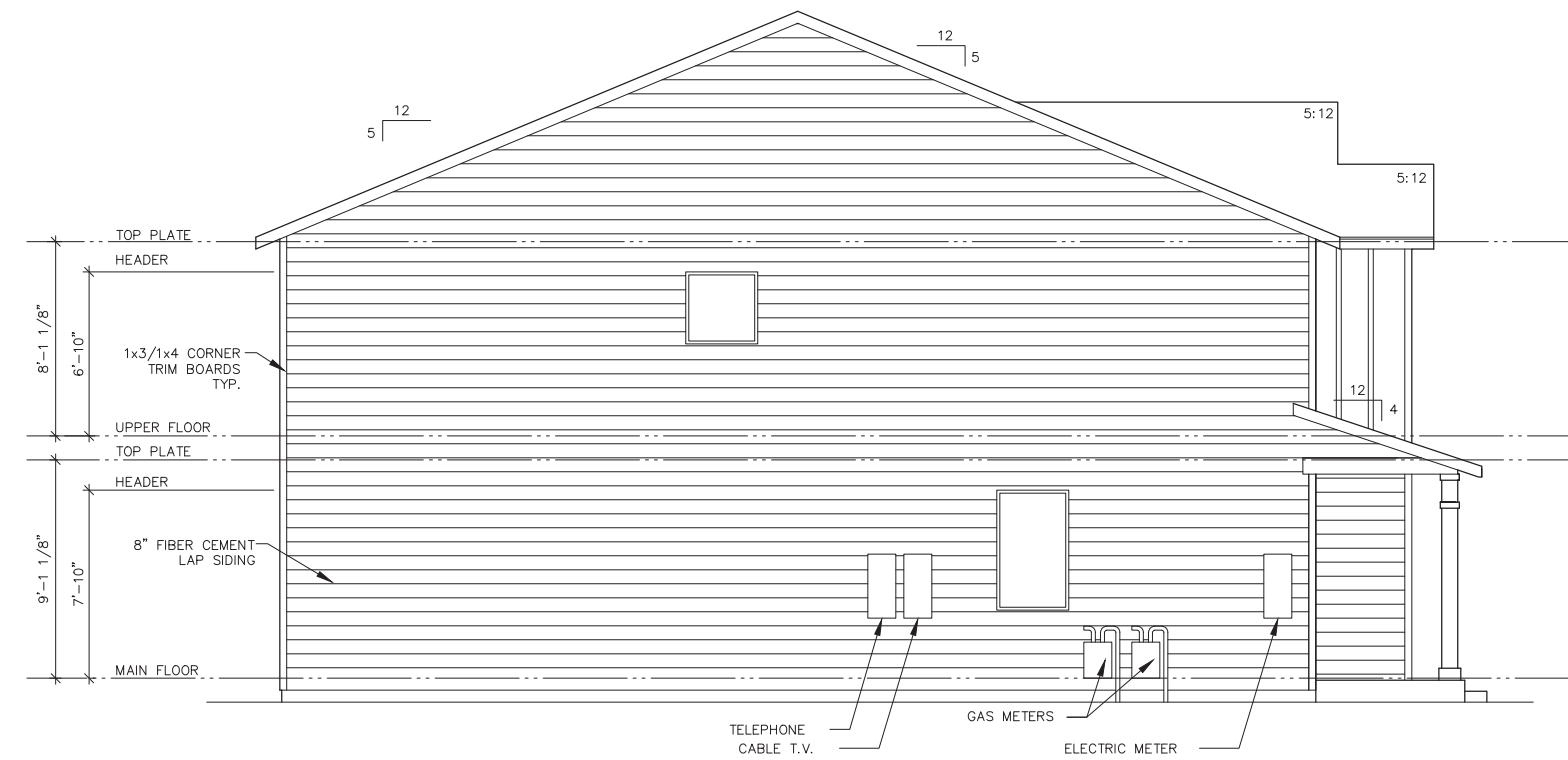 12
5
12
5
5:12
5:12
TOP PLATE
HEADER
8'-1 1/8"
6'-10"
1x3/1x4 CORNER
TRIM BOARDS
TYP.
12
4
UPPER FLOOR
TOP PLATE
HEADER
9'-1 1/8"
7'-10"
8" FIBER CEMENT
LAP SIDING
MAIN FLOOR
TELEPHONE
CABLE T.V.
GAS METERS
ELECTRIC METER